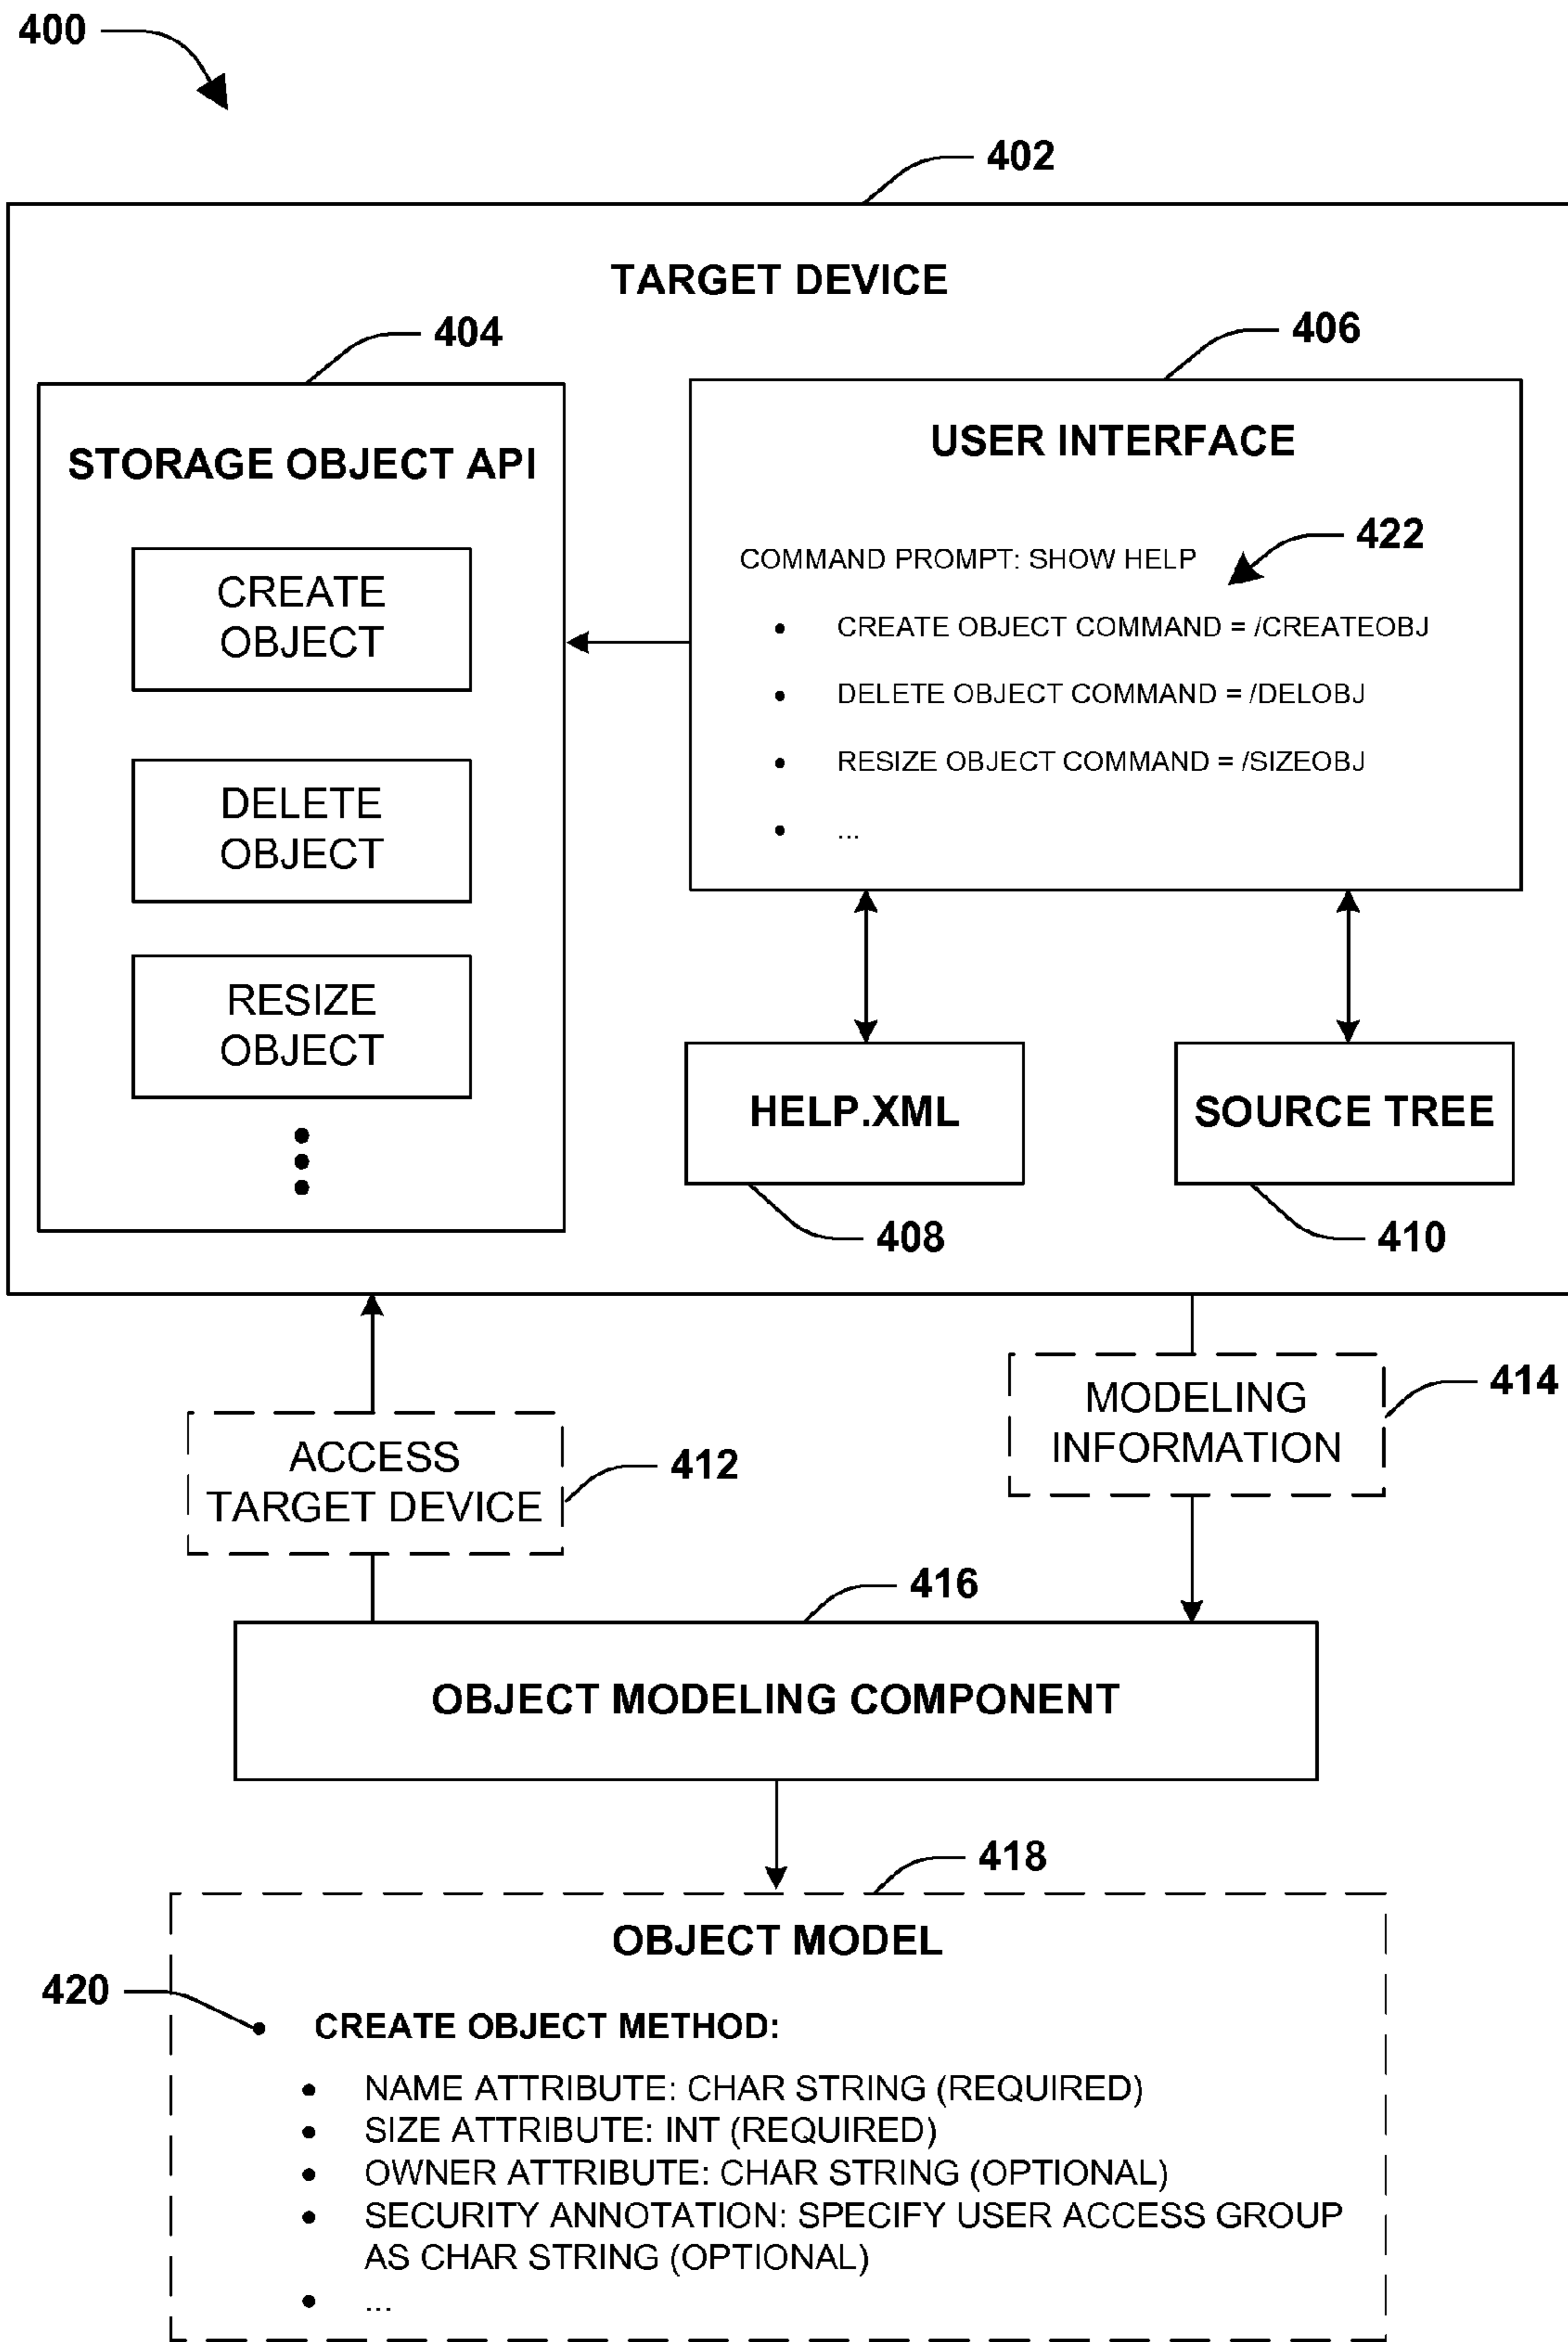 400
402
TARGET DEVICE
404
406
STORAGE OBJECT API
CREATE
OBJECT
DELETE
OBJECT
RESIZE
OBJECT
USER INTERFACE
422
COMMAND PROMPT: SHOW HELP
• CREATE OBJECT COMMAND = /CREATEOBJ
• DELETE OBJECT COMMAND = /DELOBJ
• RESIZE OBJECT COMMAND = /SIZEOBJ
• ...
HELP.XML
SOURCE TREE
408
410
ACCESS
TARGET DEVICE
412
MODELING
INFORMATION
414
416
OBJECT MODELING COMPONENT
418
OBJECT MODEL
420
• CREATE OBJECT METHOD:
• NAME ATTRIBUTE: CHAR STRING (REQUIRED)
• SIZE ATTRIBUTE: INT (REQUIRED)
• OWNER ATTRIBUTE: CHAR STRING (OPTIONAL)
• SECURITY ANNOTATION: SPECIFY USER ACCESS GROUP
AS CHAR STRING (OPTIONAL)
• ...